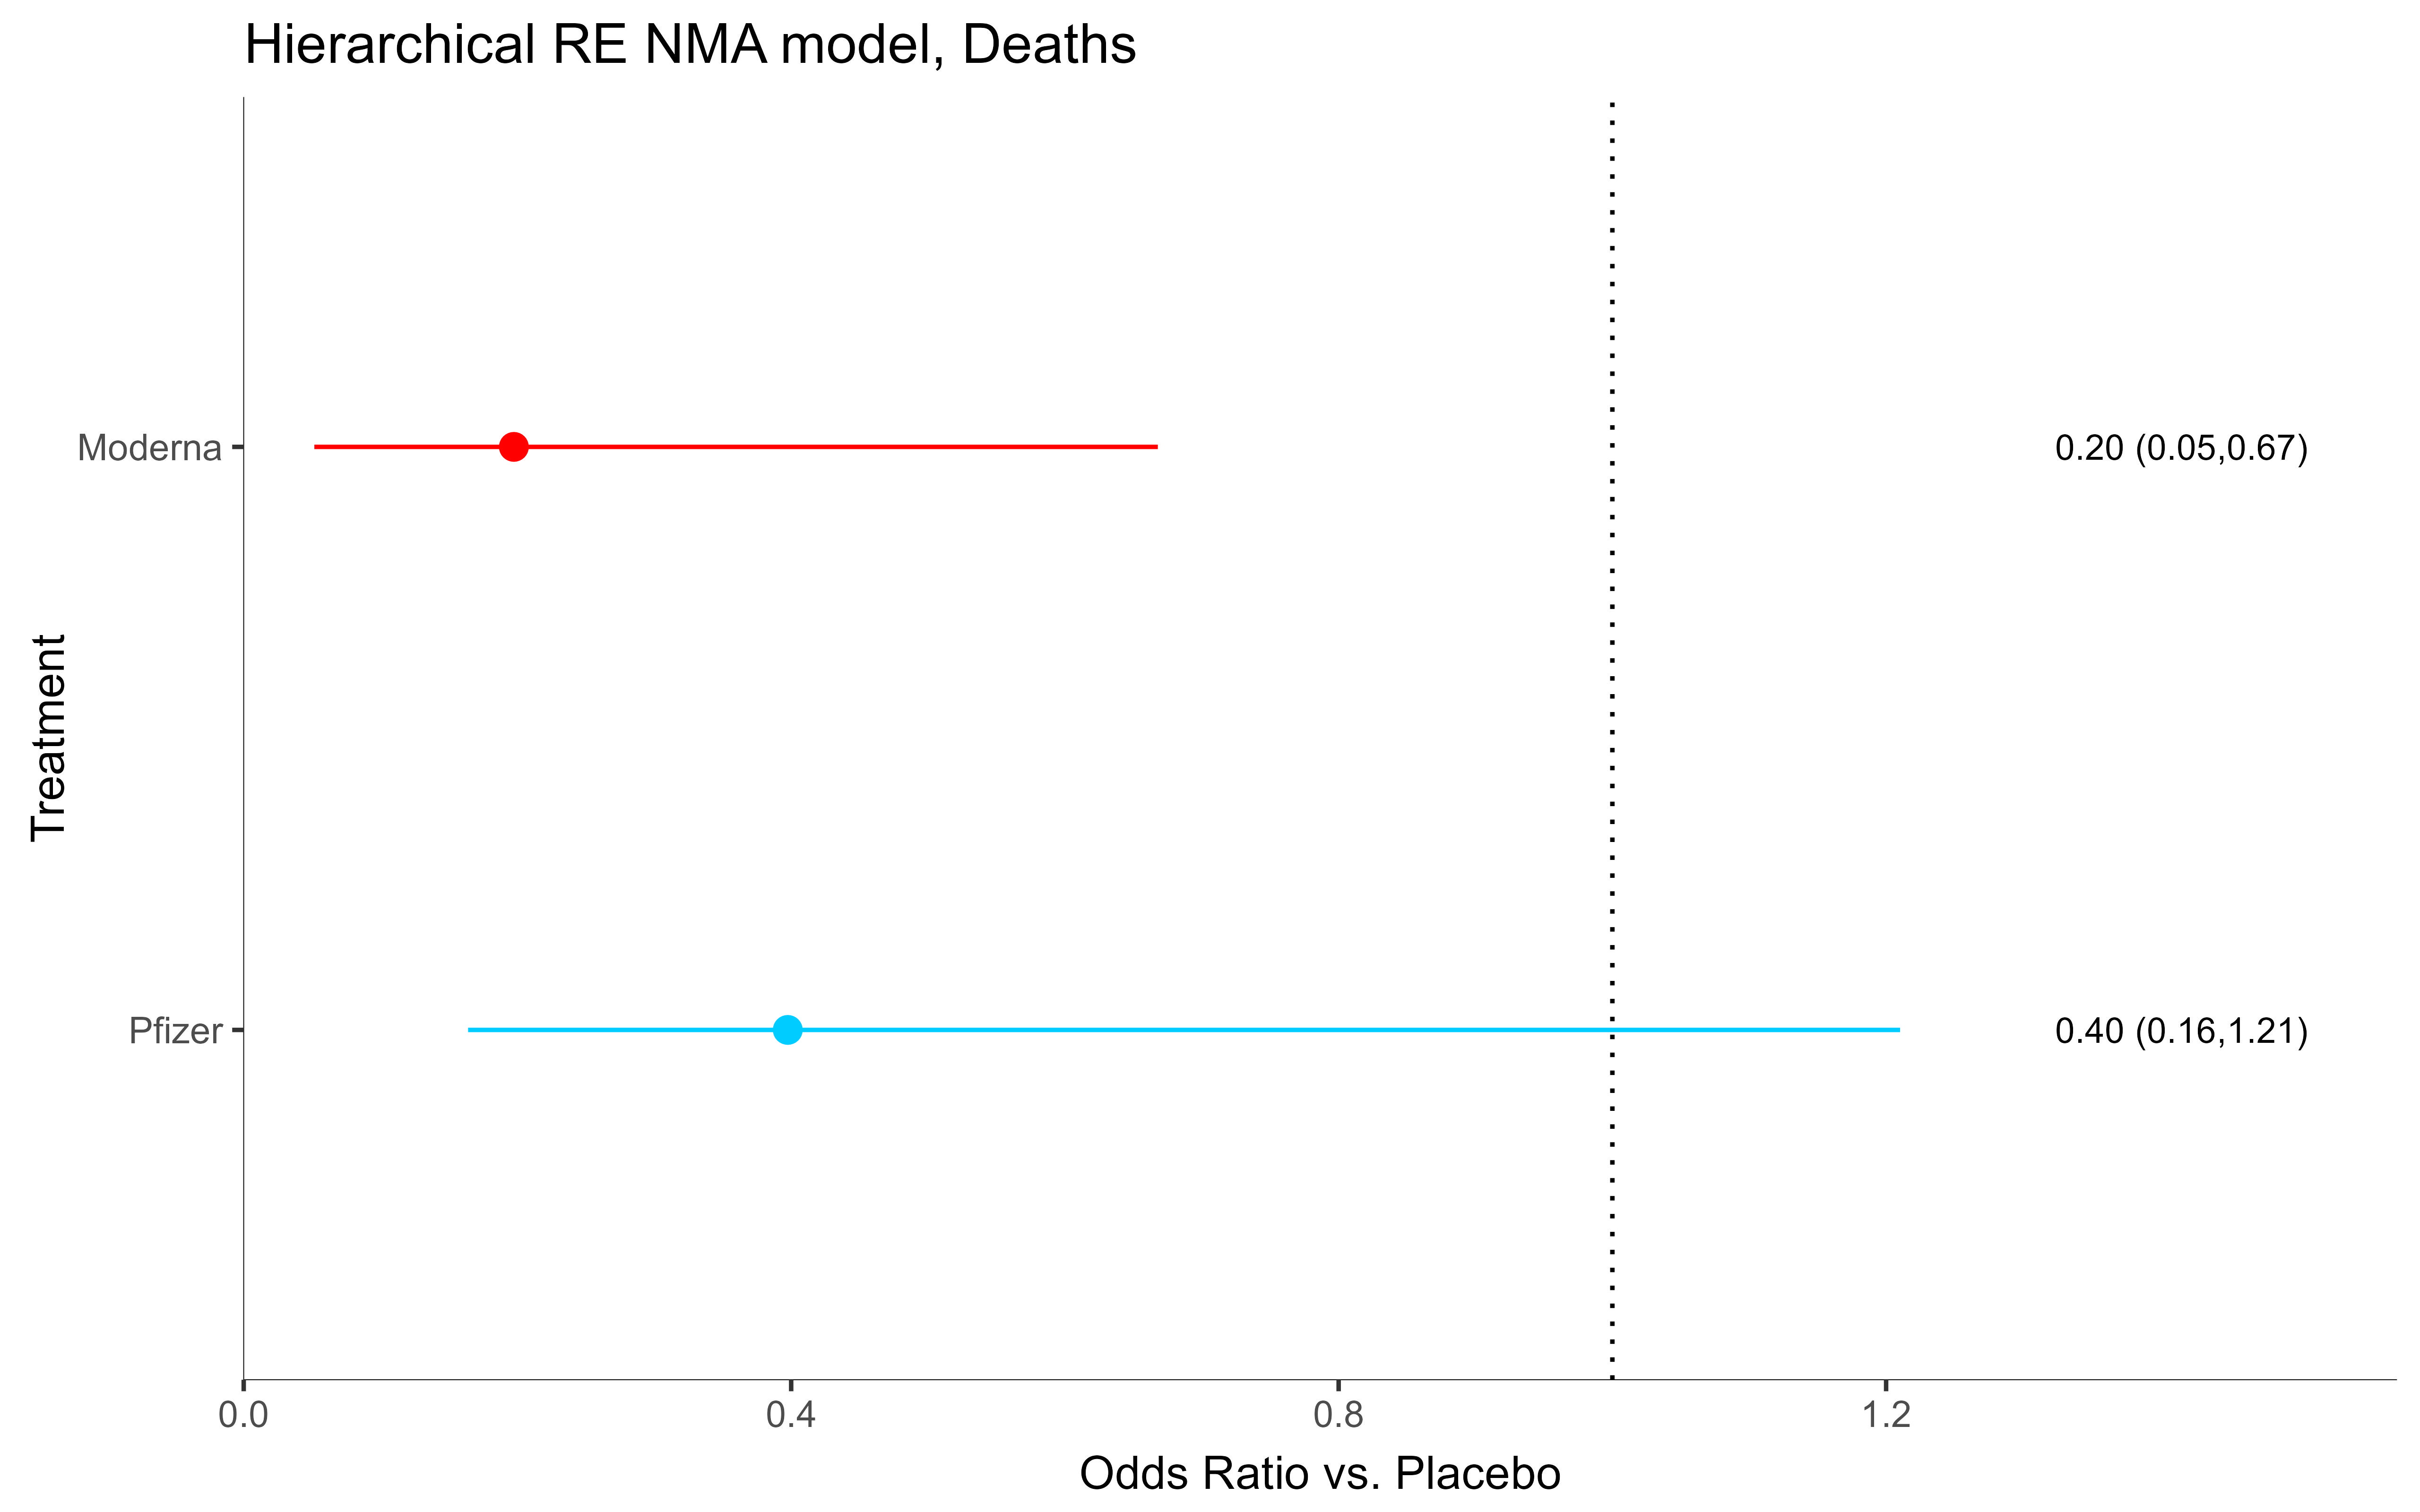 Hierarchical RE NMA model, Deaths
Treatment
Moderna
0.20 (0.05,0.67)
Pfizer
0.40 (0.16,1.21)
0.0 0.4 0.8 1.2
Odds Ratio vs. Placebo